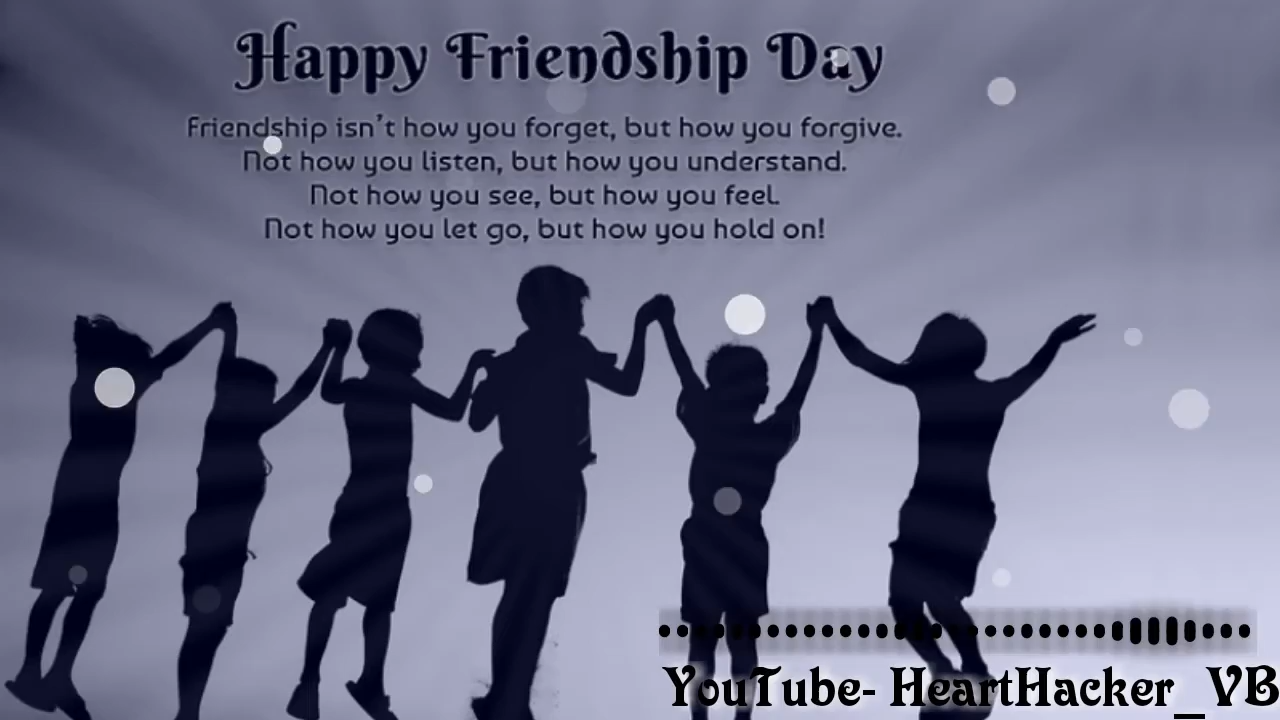 Happy Friendship Day
Friendship isn't how you forget, but how you forgive.
Not how you listen, but how you understand.
Not how you see, but how you feel.
Not how you let go, but how you hold on!
YouTube- HeartHacker_VB